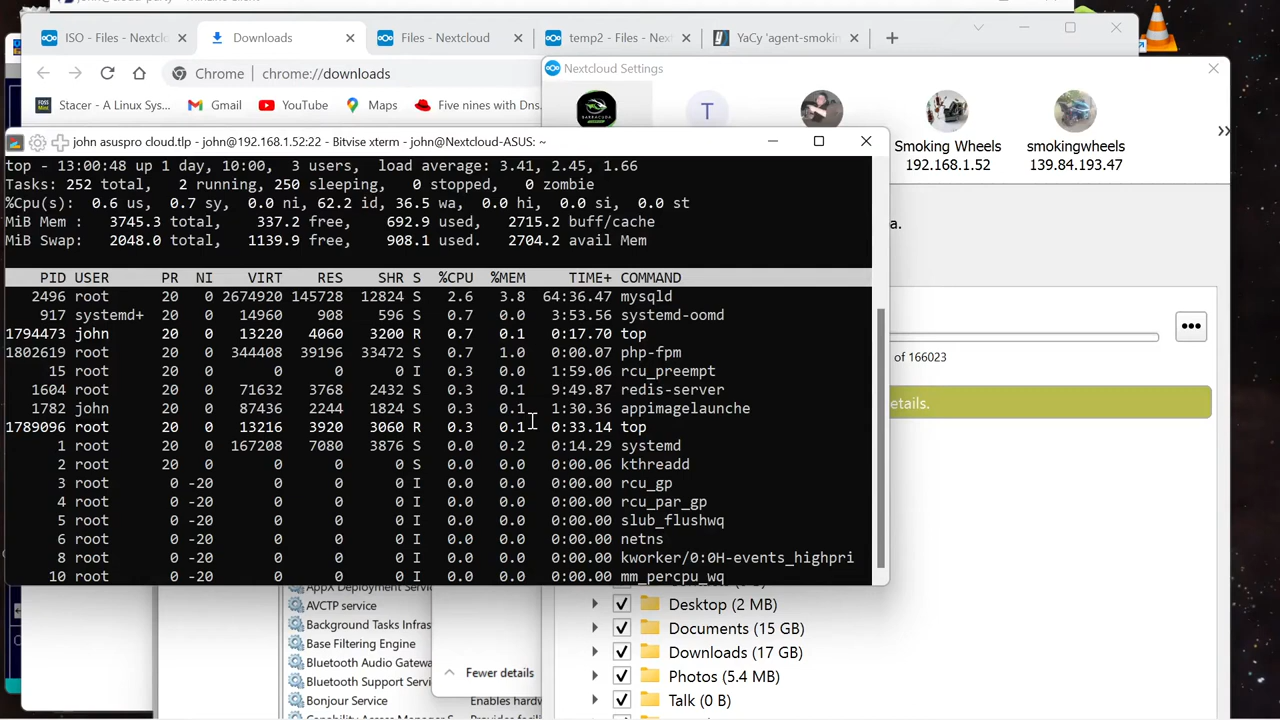 ISO - Files - Nextclo
Downloads
Files - Nextcloud
temp2 - Files - Nextc
YaCy 'agent-smokin
Chrome
chrome://downloads
Stacer - A Linux Sys...
Gmail
YouTube
Maps
Five nines with Dns.
Nextcloud Settings
T
Smoking Wheels
192.168.1.52
smokingwheels
139.84.193.47
a.
of 166023
etails.
john asuspro cloud.tlp - john@192.168.1.52:22 - Bitvise xterm - john@Nextcloud-ASUS: ~
top - 13:00:48 up 1 day, 10:00, 3 users, load average: 3.41, 2.45, 1.66
Tasks: 252 total, 2 running, 250 sleeping, 0 stopped, 0 zombie
%Cpu(s): 0.6 us, 0.7 sy, 0.0 ni, 62.2 id, 36.5 wa, 0.0 hi, 0.0 si, 0.0 st
MiB Mem : 3745.3 total, 337.2 free, 692.9 used, 2715.2 buff/cache
MiB Swap: 2048.0 total, 1139.9 free, 908.1 used. 2704.2 avail Mem
PID USER PR NI VIRT RES SHR S %CPU %MEM TIME+ COMMAND
2496 root 20 0 2674920 145728 12824 S 2.6 3.8 64:36.47 mysqld
917 systemd+ 20 0 14960 908 596 S 0.7 0.0 3:53.56 systemd-oomd
1794473 john 20 0 13220 4060 3200 R 0.7 0.1 0:17.70 top
1802619 root 20 0 344408 39196 33472 S 0.7 1.0 0:00.07 php-fpm
15 root 20 0 0 0 0 I 0.3 0.0 1:59.06 rcu_preempt
1604 root 20 0 71632 3768 2432 S 0.3 0.1 9:49.87 redis-server
1782 john 20 0 87436 2244 1824 S 0.3 0.1 1:30.36 appimagelaunche
1789096 root 20 0 13216 3920 3060 R 0.3 0.1 0:33.14 top
1 root 20 0 167208 7080 3876 S 0.0 0.2 0:14.29 systemd
2 root 20 0 0 0 0 S 0.0 0.0 0:00.06 kthreadd
3 root 0 -20 0 0 0 I 0.0 0.0 0:00.00 rcu_gp
4 root 0 -20 0 0 0 I 0.0 0.0 0:00.00 rcu_par_gp
5 root 0 -20 0 0 0 I 0.0 0.0 0:00.00 slub_flushwq
6 root 0 -20 0 0 0 I 0.0 0.0 0:00.00 netns
8 root 0 -20 0 0 0 I 0.0 0.0 0:00.00 kworker/0:0H-events_highpri
10 root 0 -20 0 0 0 I 0.0 0.0 0:00.00 mm_percpu_wq
AppX Deployment Servi
AVCTP service
Background Tasks Infras
Base Filtering Engine
Bluetooth Audio Gatewa
Bluetooth Support Servi
Bonjour Service
Fewer details
Enables hardw
Desktop (2 MB)
Documents (15 GB)
Downloads (17 GB)
Photos (5.4 MB)
Talk (0 B)